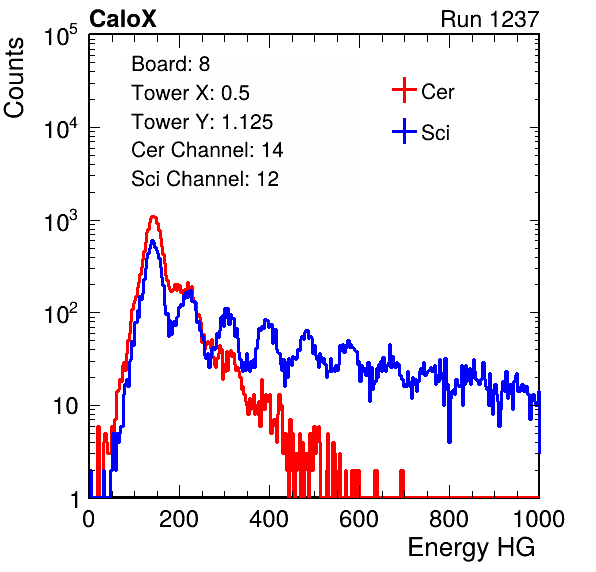 CaloX Run 1237
Counts
Board: 8
Tower X: 0.5
Tower Y: 1.125
Cer Channel: 14
Sci Channel: 12
Cer
Sci
10^5
10^4
10^3
10^2
10
1
0 200 400 600 800 1000
Energy HG